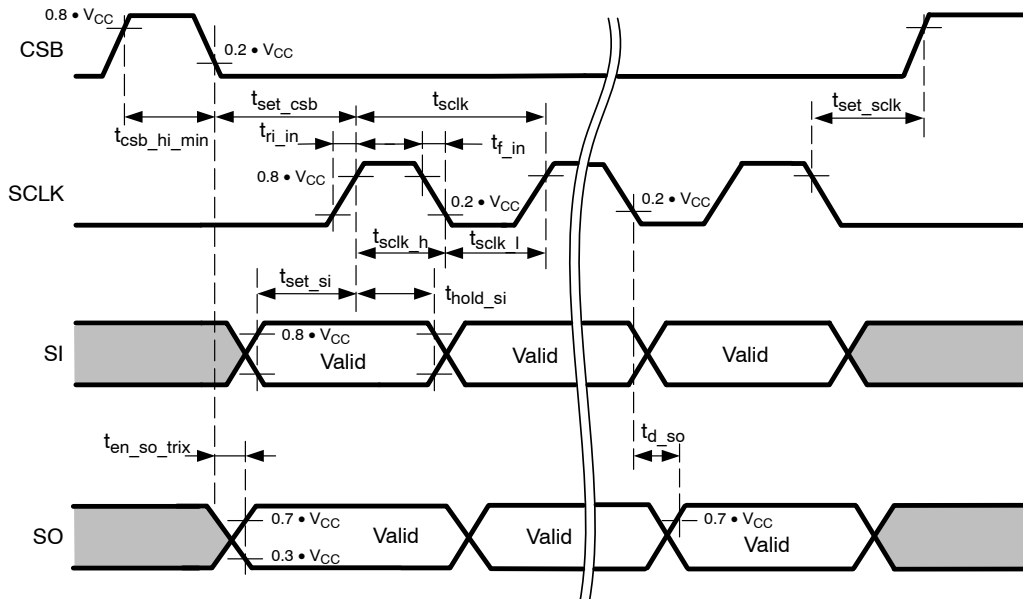 0.8 • VCC
CSB
0.2 • VCC
tcsb_hi_min
tset_csb
tsclk
tset_sclk
tri_in
tf_in
0.8 • VCC
SCLK
0.2 • VCC
0.2 • VCC
tsclk_h
tsclk_l
tset_si
thold_si
0.8 • VCC
SI
Valid
Valid
Valid
ten_so_trix
td_so
0.7 • VCC
0.7 • VCC
SO
Valid
Valid
Valid
0.3 • VCC